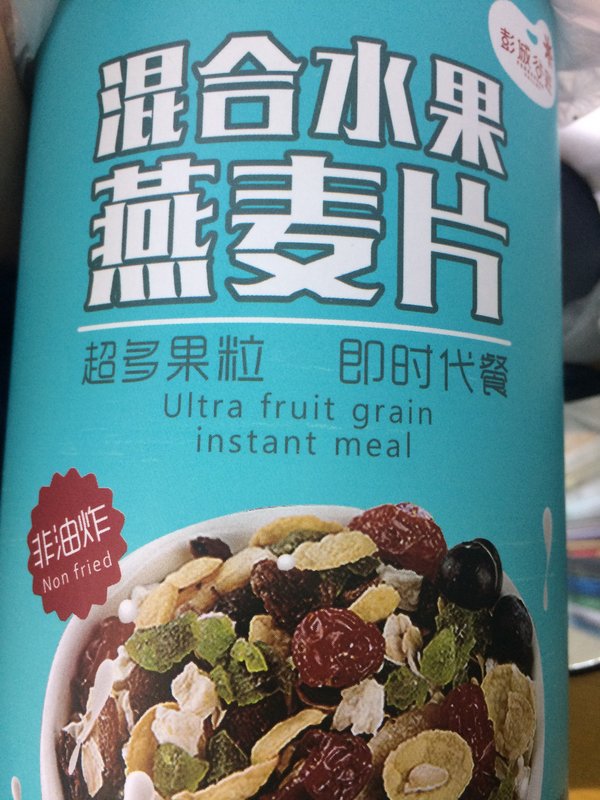 混合水果
燕麦片
超多果粒 即时代餐
Ultra fruit grain
instant meal
非油炸
Non fried